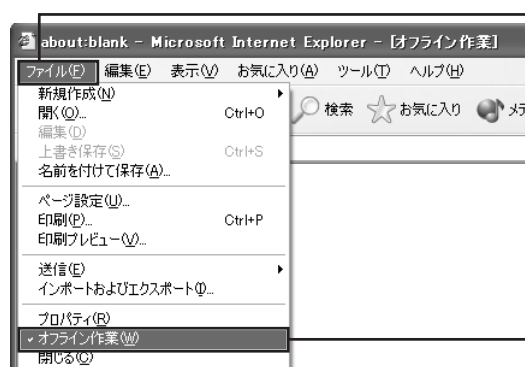 about:blank - Microsoft Internet Explorer - [オフライン作業]
ファイル(F) 編集(E) 表示(V) お気に入り(A) ツール(T) ヘルプ(H)
新規作成(N)
開く(O)... Ctrl+O
検索 お気に入り メデ
編集(D)
上書き保存(S) Ctrl+S
名前を付けて保存(A)...
ページ設定(U)...
印刷(P)... Ctrl+P
印刷プレビュー(V)...
送信(E)
インポートおよびエクスポート(I)...
プロパティ(R)
オフライン作業(W)
閉じる(C)